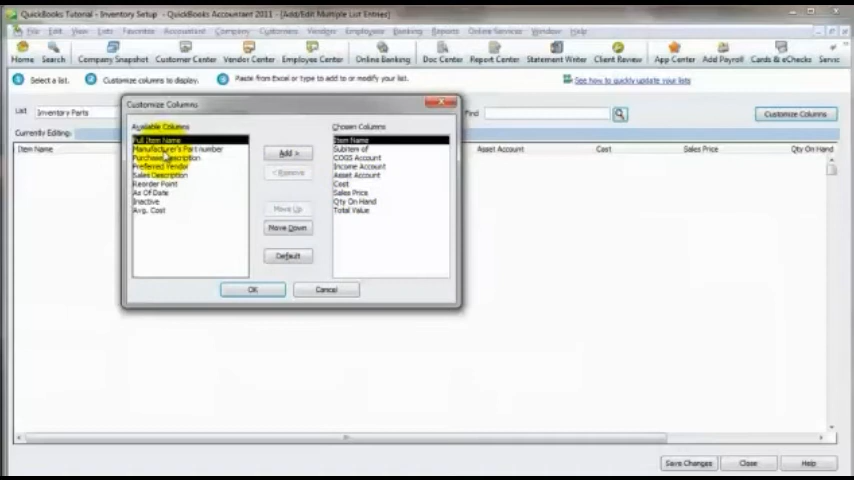 QuickBooks Tutorial - Inventory Setup - QuickBooks Accountant 2011 - [Add/Edit Multiple List Entries]
File Edit View Lists Favorites Accountant Company Customers Vendors Employees Banking Reports Online Services Window Help
Home Search Company Snapshot Customer Center Vendor Center Employee Center Online Banking Doc Center Report Center Statement Writer Client Review App Center Add Payroll Cards & eChecks Servic
1 Select a list. 2 Customize columns to display. 3 Paste from Excel or type to add to or modify your list. See how to quickly update your lists
List Inventory Parts Find Customize Columns
Currently Editing:
Item Name Asset Account Cost Sales Price Qty On Hand
Customize Columns
Available Columns
Full Item Name
Manufacturer's Part number
Purchase Description
Preferred Vendor
Sales Description
Reorder Point
As Of Date
Inactive
Avg. Cost
Add >
< Remove
Move Up
Move Down
Default
Chosen Columns
Item Name
Subitem of
COGS Account
Income Account
Asset Account
Cost
Sales Price
Qty On Hand
Total Value
OK Cancel
Save Changes Close Help